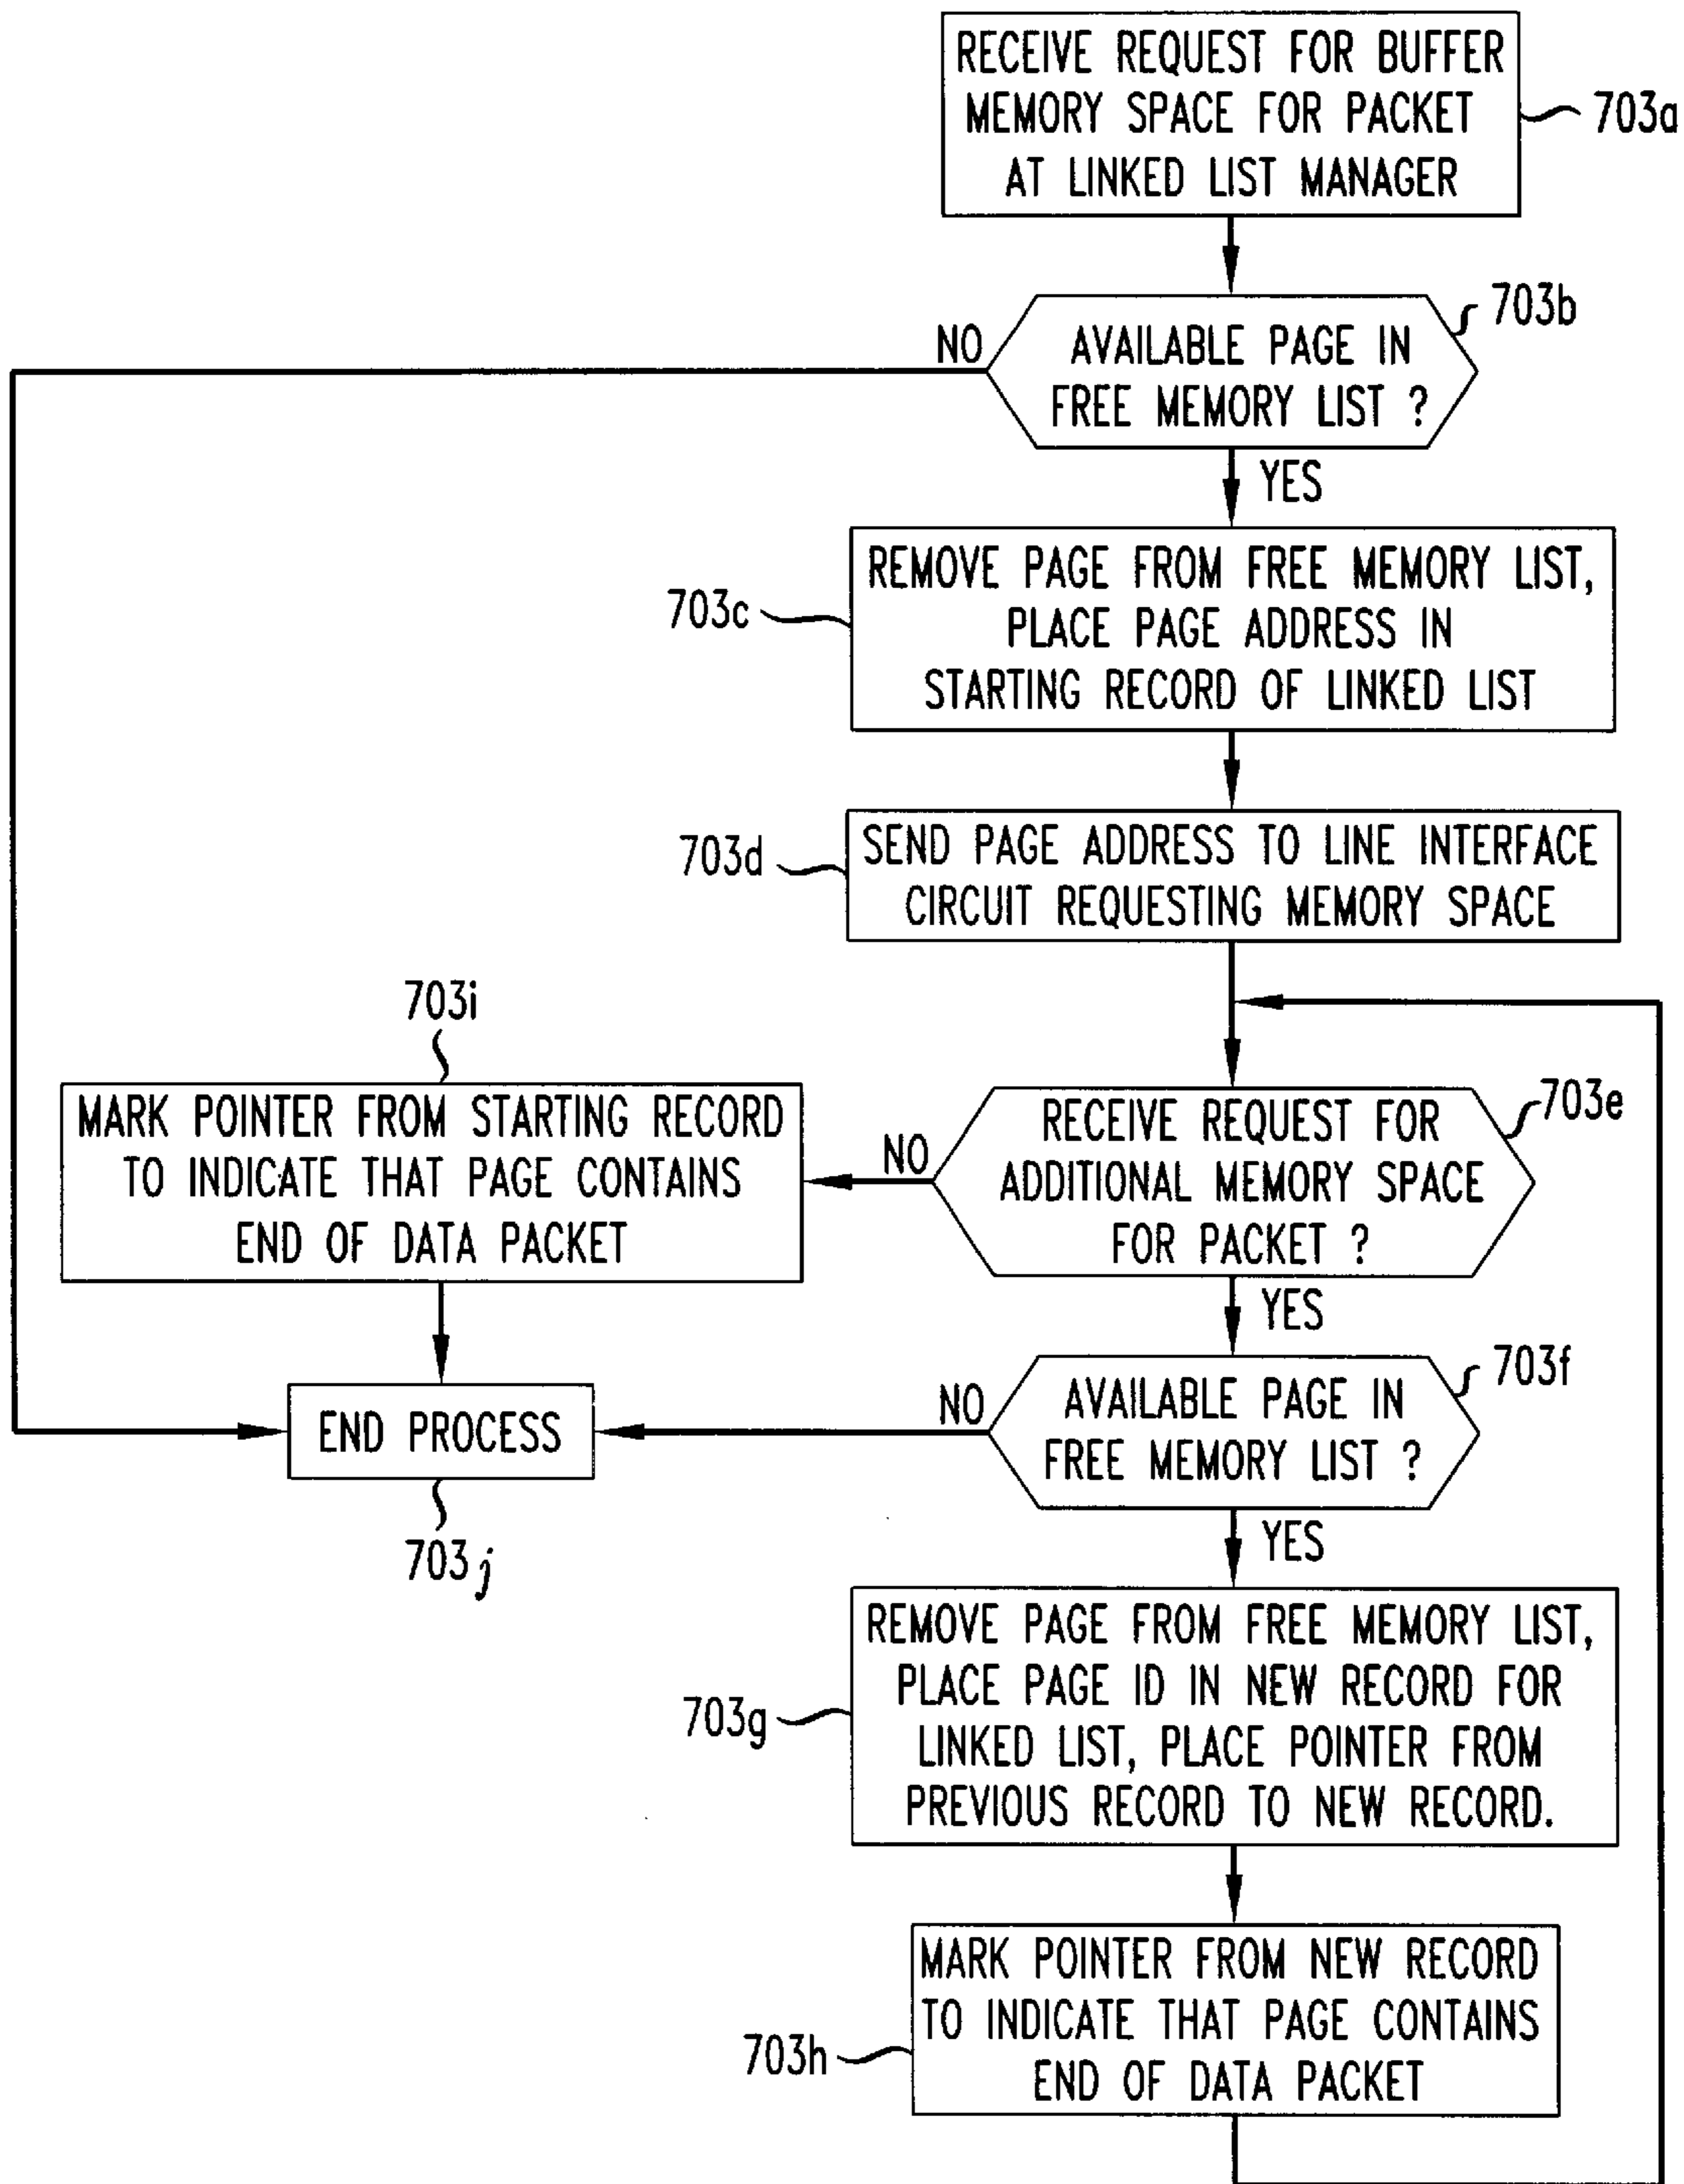 RECEIVE REQUEST FOR BUFFER
MEMORY SPACE FOR PACKET
AT LINKED LIST MANAGER
703a
703b
NO
AVAILABLE PAGE IN
FREE MEMORY LIST ?
YES
703c
REMOVE PAGE FROM FREE MEMORY LIST,
PLACE PAGE ADDRESS IN
STARTING RECORD OF LINKED LIST
703d
SEND PAGE ADDRESS TO LINE INTERFACE
CIRCUIT REQUESTING MEMORY SPACE
703i
MARK POINTER FROM STARTING RECORD
TO INDICATE THAT PAGE CONTAINS
END OF DATA PACKET
NO
703e
RECEIVE REQUEST FOR
ADDITIONAL MEMORY SPACE
FOR PACKET ?
YES
703f
NO
AVAILABLE PAGE IN
FREE MEMORY LIST ?
END PROCESS
703j
YES
703g
REMOVE PAGE FROM FREE MEMORY LIST,
PLACE PAGE ID IN NEW RECORD FOR
LINKED LIST, PLACE POINTER FROM
PREVIOUS RECORD TO NEW RECORD.
703h
MARK POINTER FROM NEW RECORD
TO INDICATE THAT PAGE CONTAINS
END OF DATA PACKET